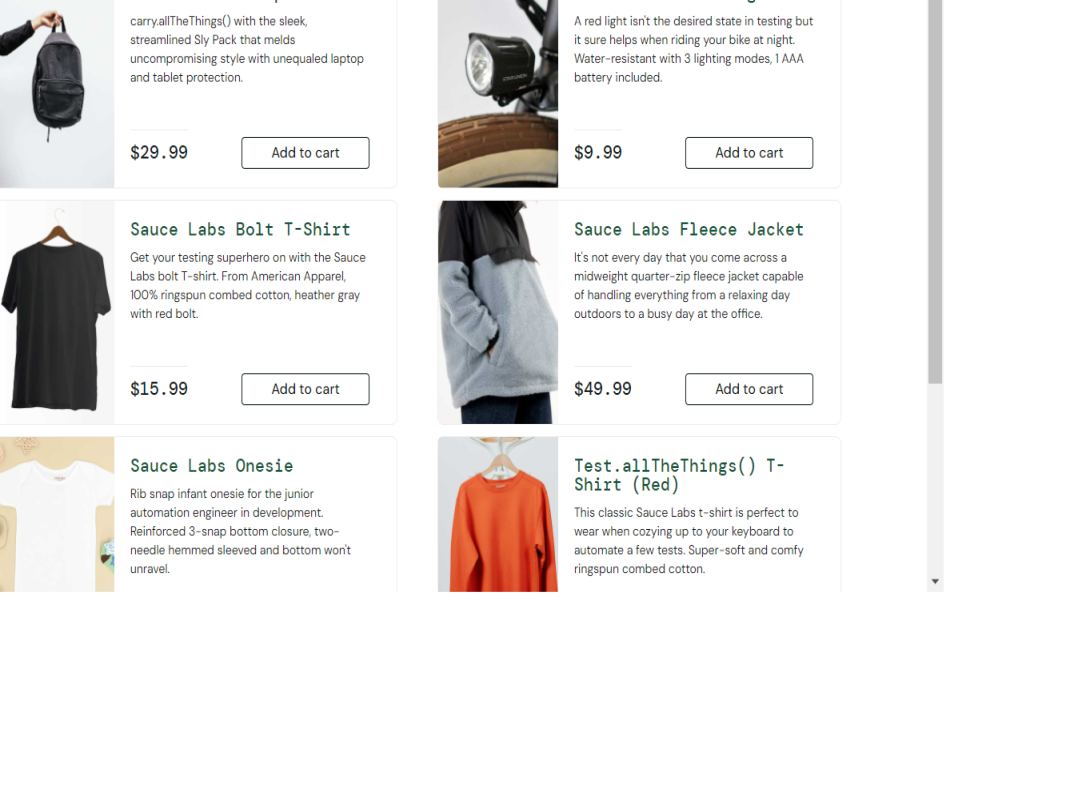 carry.allTheThings() with the sleek,
streamlined Sly Pack that melds
uncompromising style with unequaled laptop
and tablet protection.
$29.99
Add to cart
A red light isn't the desired state in testing but
it sure helps when riding your bike at night.
Water-resistant with 3 lighting modes, 1 AAA
battery included.
$9.99
Add to cart
Sauce Labs Bolt T-Shirt
Get your testing superhero on with the Sauce
Labs bolt T-shirt. From American Apparel,
100% ringspun combed cotton, heather gray
with red bolt.
$15.99
Add to cart
Sauce Labs Fleece Jacket
It's not every day that you come across a
midweight quarter-zip fleece jacket capable
of handling everything from a relaxing day
outdoors to a busy day at the office.
$49.99
Add to cart
Sauce Labs Onesie
Rib snap infant onesie for the junior
automation engineer in development.
Reinforced 3-snap bottom closure, two-
needle hemmed sleeved and bottom won't
unravel.
Test.allTheThings() T-
Shirt (Red)
This classic Sauce Labs t-shirt is perfect to
wear when cozying up to your keyboard to
automate a few tests. Super-soft and comfy
ringspun combed cotton.